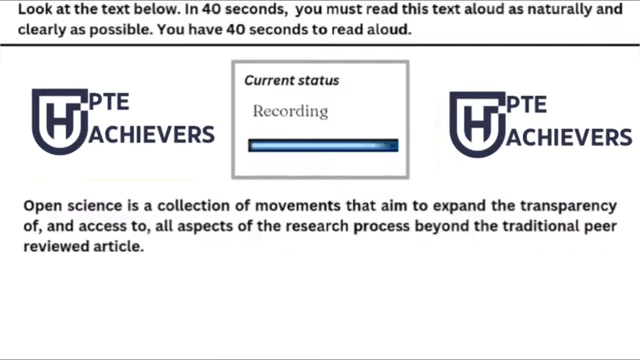 Look at the text below. In 40 seconds, you must read this text aloud as naturally and
clearly as possible. You have 40 seconds to read aloud.
Current status
Recording
PTE
ACHIEVERS
PTE
ACHIEVERS
Open science is a collection of movements that aim to expand the transparency
of, and access to, all aspects of the research process beyond the traditional peer
reviewed article.